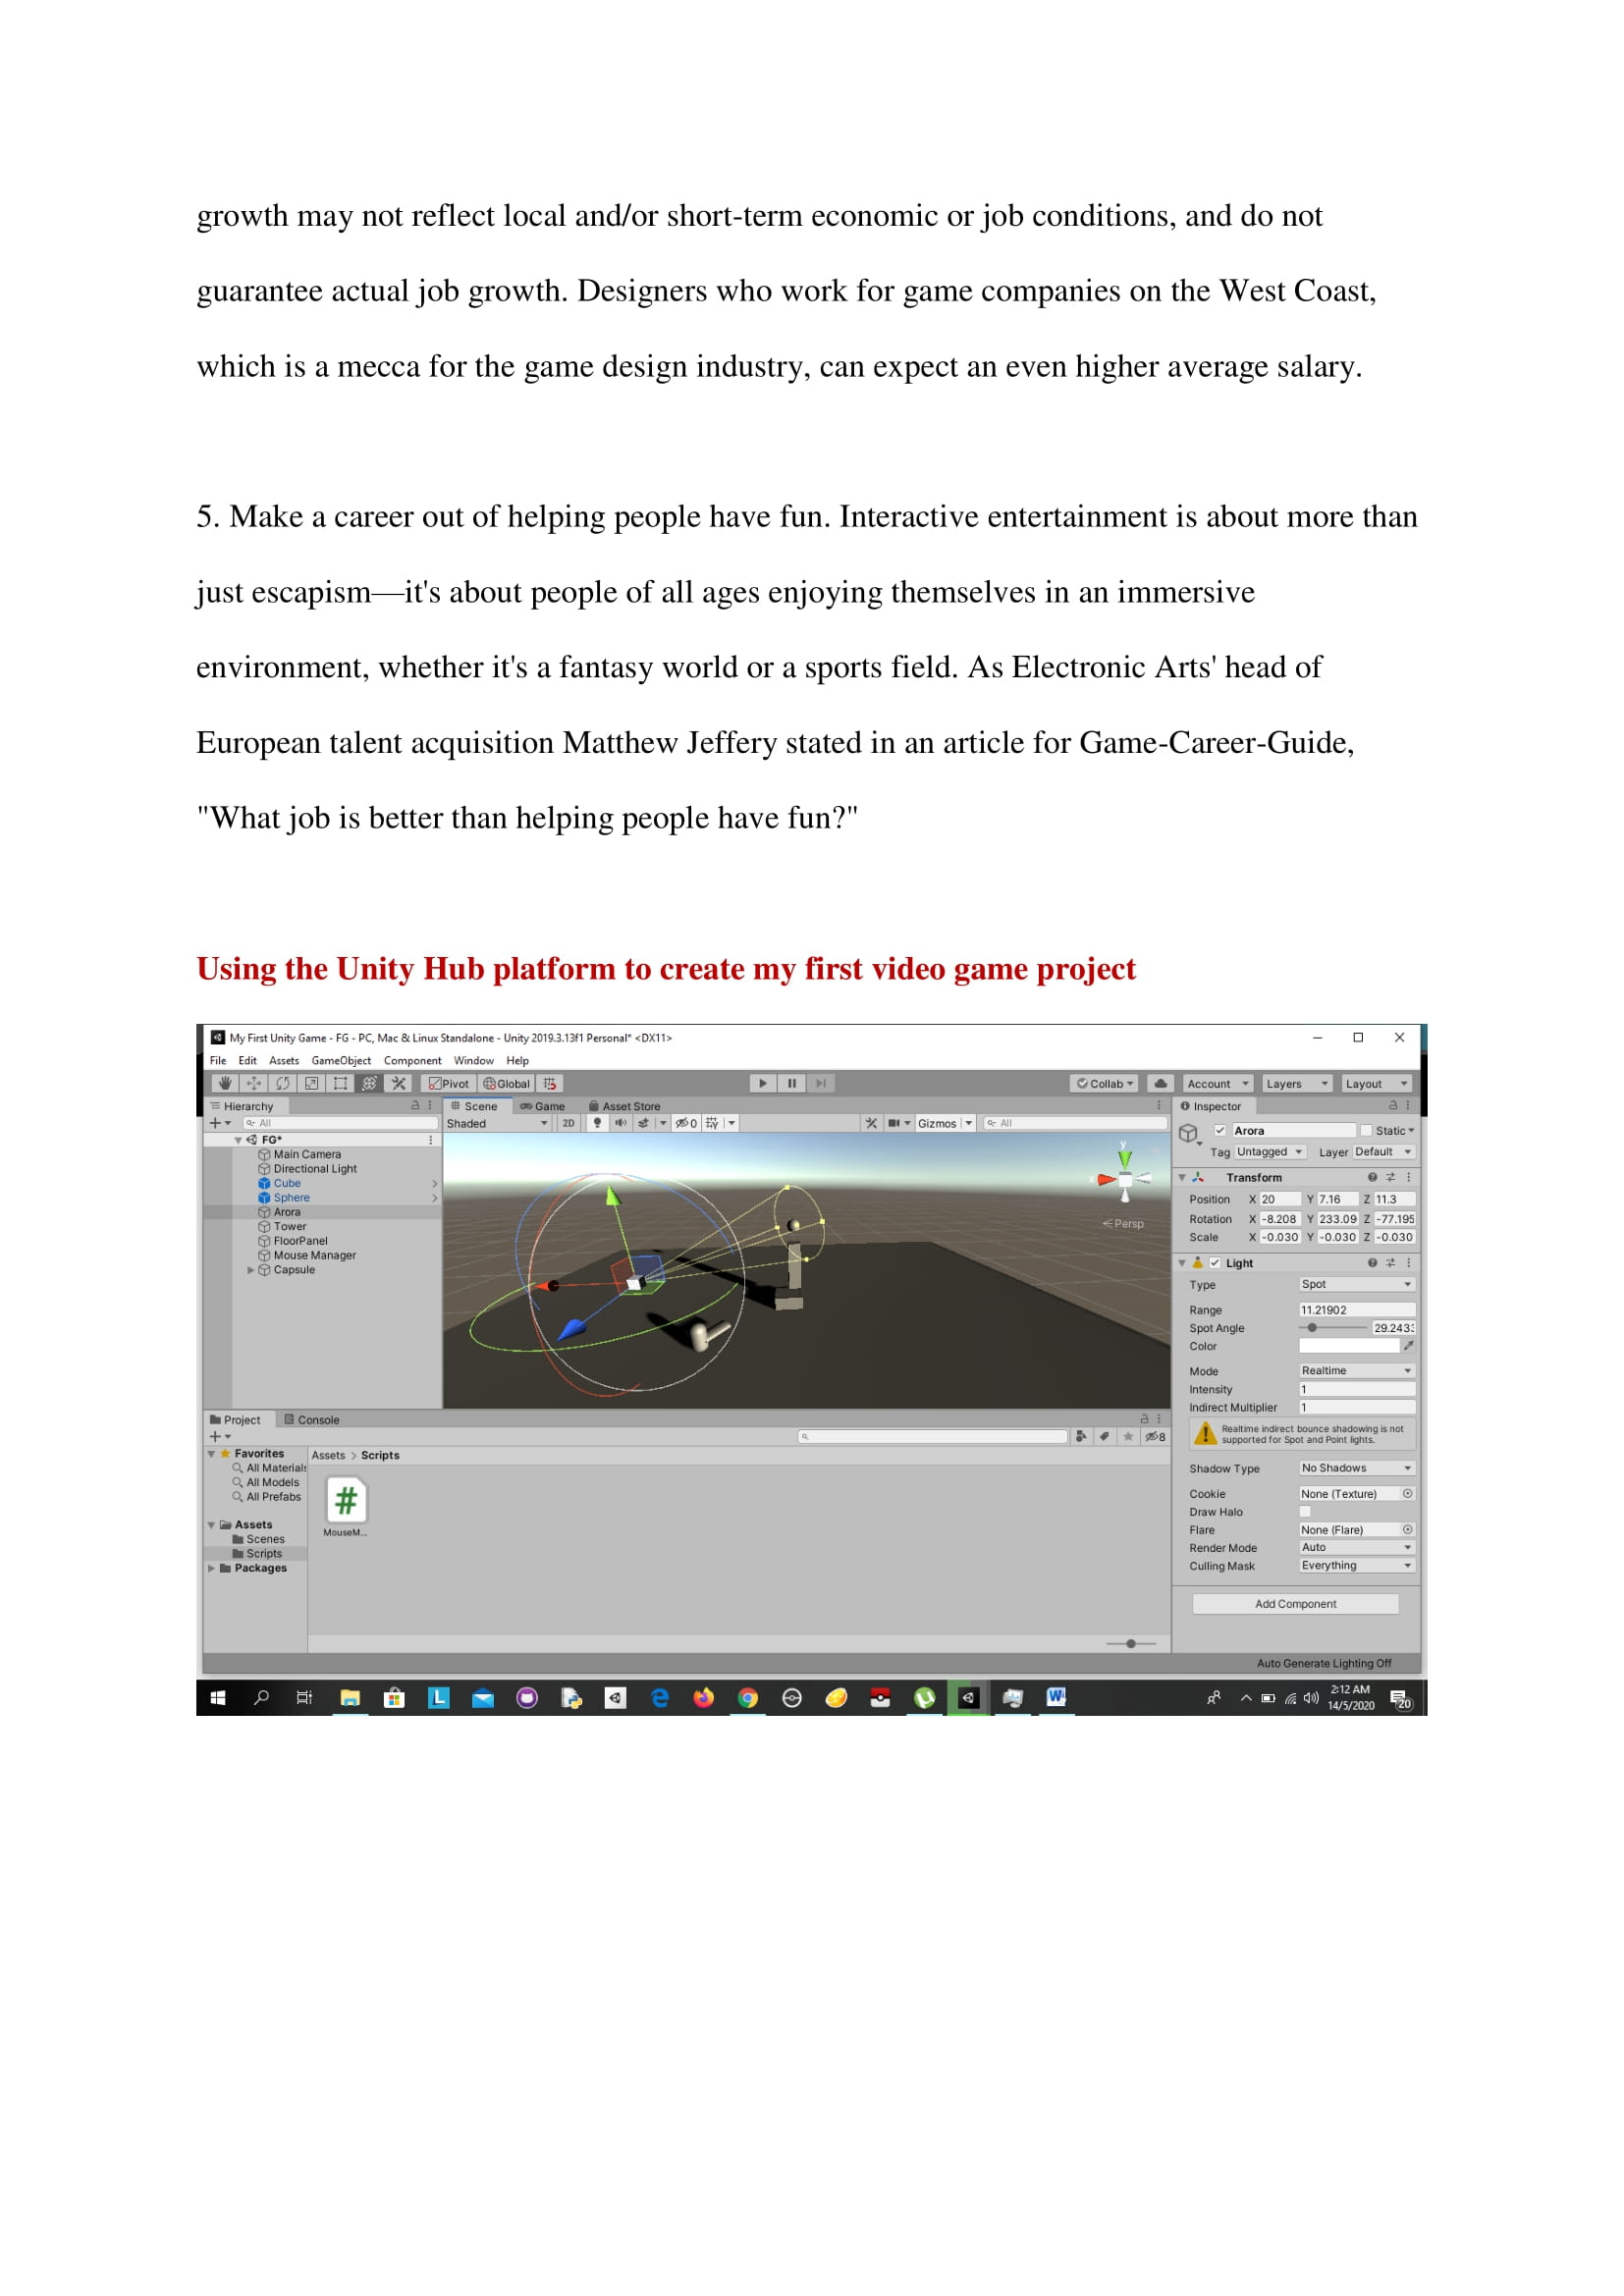 growth may not reflect local and/or short-term economic or job conditions, and do not
guarantee actual job growth. Designers who work for game companies on the West Coast,
which is a mecca for the game design industry, can expect an even higher average salary.
5. Make a career out of helping people have fun. Interactive entertainment is about more than
just escapism—it's about people of all ages enjoying themselves in an immersive
environment, whether it's a fantasy world or a sports field. As Electronic Arts' head of
European talent acquisition Matthew Jeffery stated in an article for Game-Career-Guide,
"What job is better than helping people have fun?"
Using the Unity Hub platform to create my first video game project
My First Unity Game - FG - PC, Mac & Linux Standalone - Unity 2019.3.13f1 Personal* <DX11>
File Edit Assets GameObject Component Window Help
Pivot Global Collab Account Layers Layout
Hierarchy
All
FG*
Main Camera
Directional Light
Cube
Sphere
Arora
Tower
FloorPanel
Mouse Manager
Capsule
Scene Game Asset Store
Shaded 2D 0 Gizmos All
y
Persp
Inspector
Arora Static
Tag Untagged Layer Default
Transform
Position X 20 Y 7.16 Z 11.3
Rotation X -8.208 Y 233.09 Z -77.195
Scale X -0.030 Y -0.030 Z -0.030
Light
Type Spot
Range 11.21902
Spot Angle 29.243
Color
Mode Realtime
Intensity 1
Indirect Multiplier 1
Realtime indirect bounce shadowing is not
supported for Spot and Point lights.
Shadow Type No Shadows
Cookie None (Texture)
Draw Halo
Flare None (Flare)
Render Mode Auto
Culling Mask Everything
Add Component
Project Console
8
Favorites
All Materials
All Models
All Prefabs
Assets
Scenes
Scripts
Packages
Assets > Scripts
#
MouseM...
Auto Generate Lighting Off
L
W
2:12 AM
14/5/2020
20